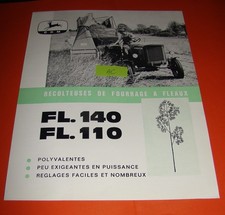 RECOLTEUSES DE FOURRAGE A FLEAUX
FL.140
FL.110
POLYVALENTES
PEU EXIGEANTES EN PUISSANCE
REGLAGES FACILES ET NOMBREUX